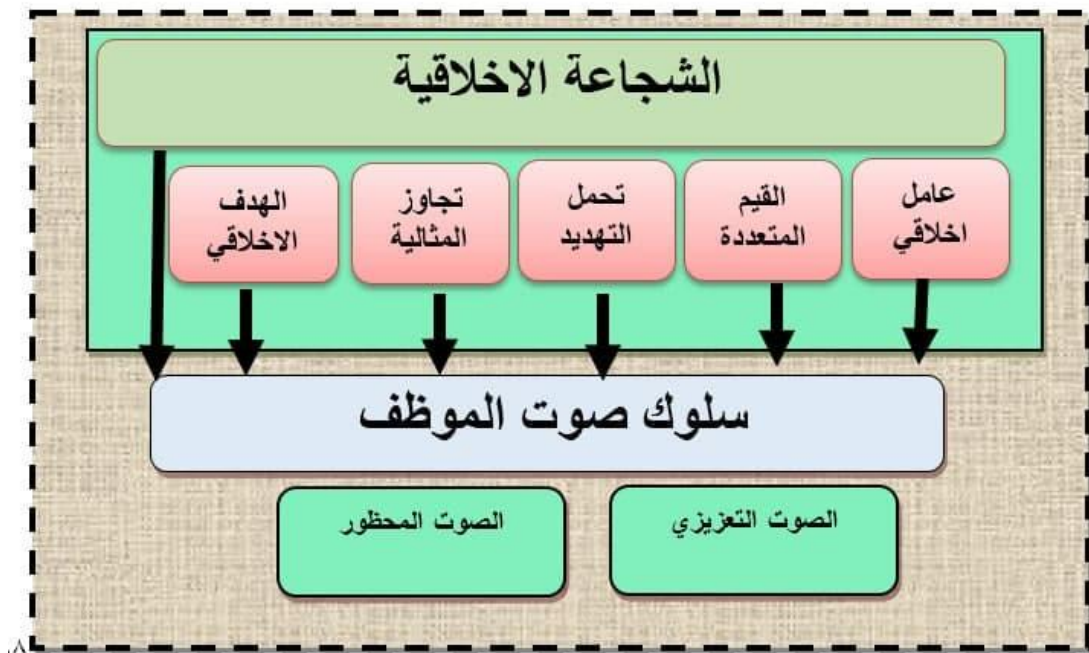 الشجاعة الاخلاقية
عامل
اخلاقي
القيم
المتعددة
تحمل
التهديد
تجاوز
المثالية
الهدف
الاخلاقي
سلوك صوت الموظف
الصوت التعزيزي
الصوت المحظور